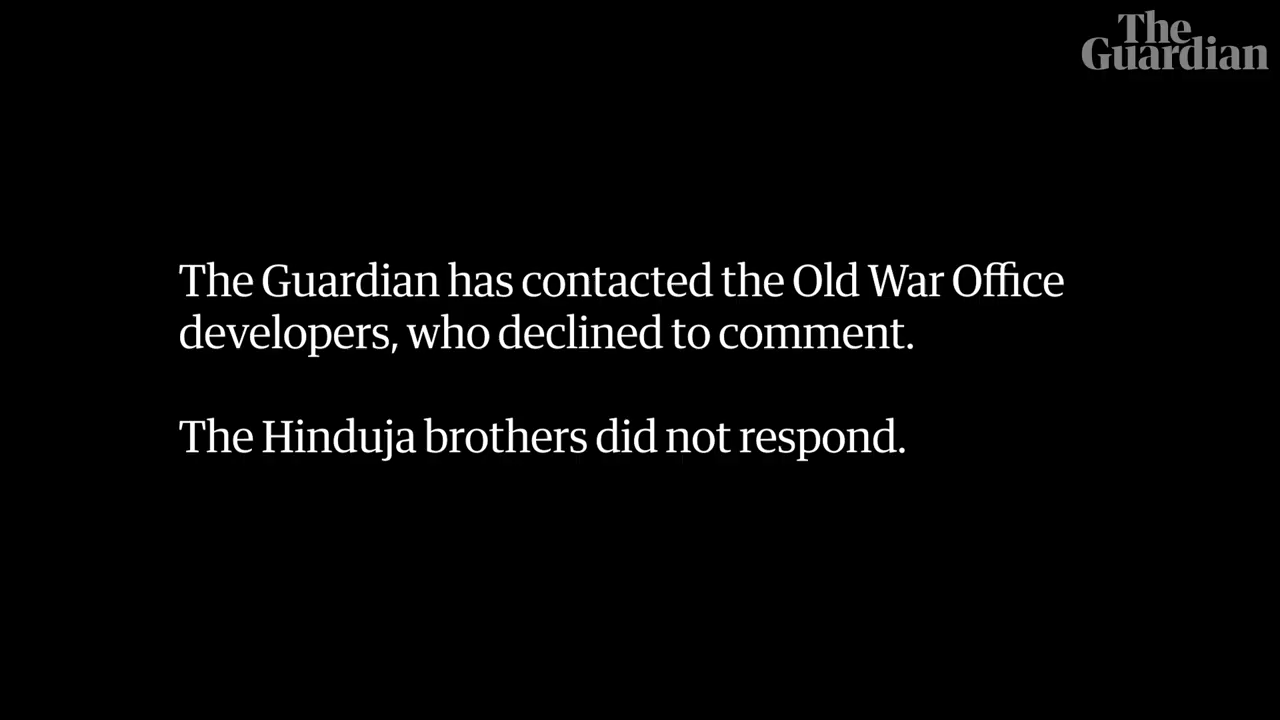 The
Guardian
The Guardian has contacted the Old War Office
developers, who declined to comment.
The Hinduja brothers did not respond.